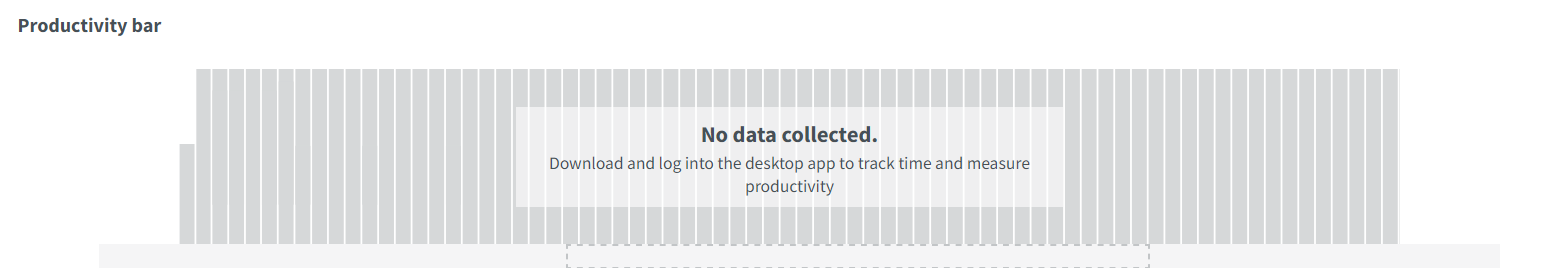 Productivity bar
No data collected.
Download and log into the desktop app to track time and measure
productivity